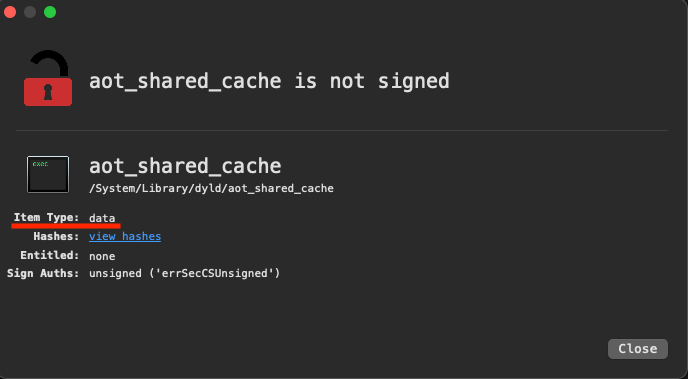 aot_shared_cache is not signed
exec
aot_shared_cache
/System/Library/dyld/aot_shared_cache
Item Type: data
Hashes: view hashes
Entitled: none
Sign Auths: unsigned ('errSecCSUnsigned')
Close